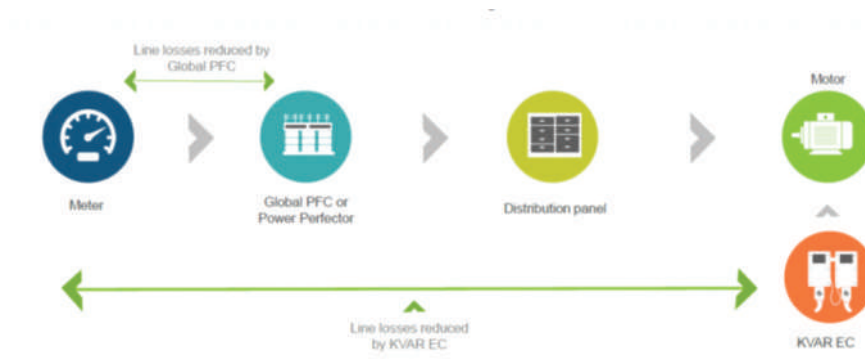 Line losses reduced by
Global PFC
Motor
Meter
Global PFC or
Power Perfector
Distribution panel
Line losses reduced
by KVAR EC
KVAR EC